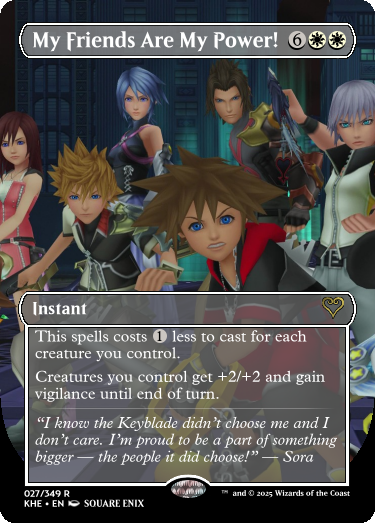 My Friends Are My Power! 6
Instant
This spells costs 1 less to cast for each
creature you control.
Creatures you control get +2/+2 and gain
vigilance until end of turn.
“I know the Keyblade didn’t choose me and I
don’t care. I’m proud to be a part of something
bigger — the people it did choose!” — Sora
027/349 R
KHE • EN SQUARE ENIX
™ and © 2025 Wizards of the Coast